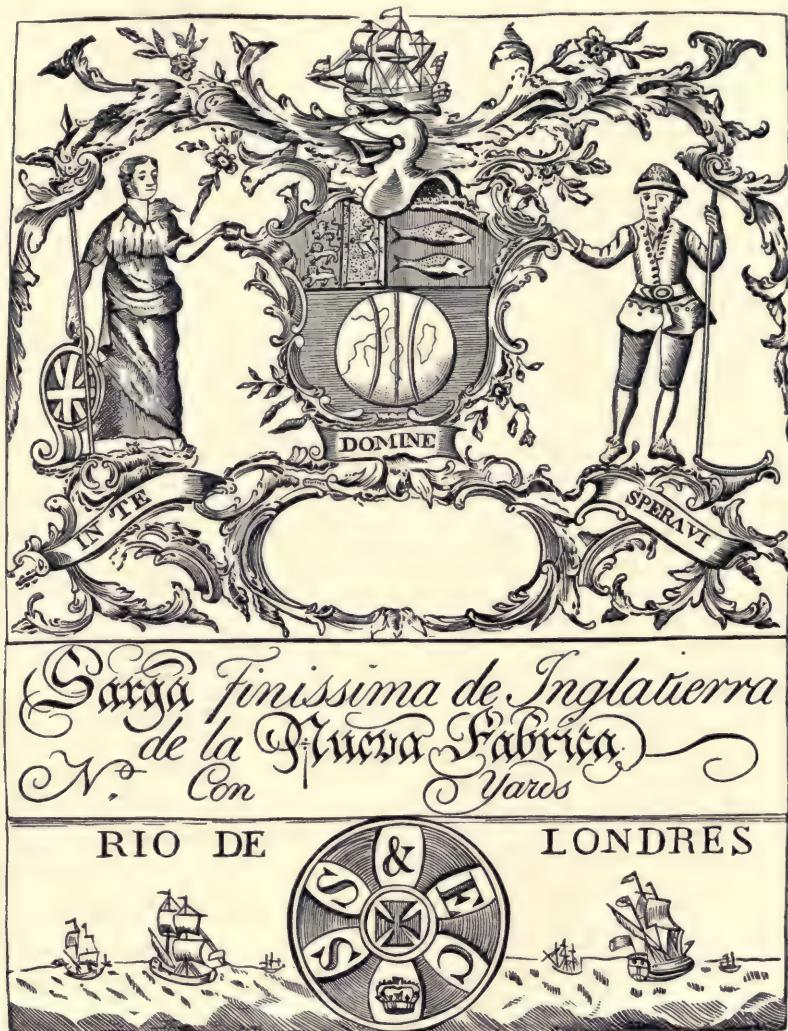 DOMINE
IN TE
SPERAVI
Sarga Finissima de Inglatierra
de la Nueva Fabrica
N.º Con Yards
RIO DE LONDRES
S S & E C